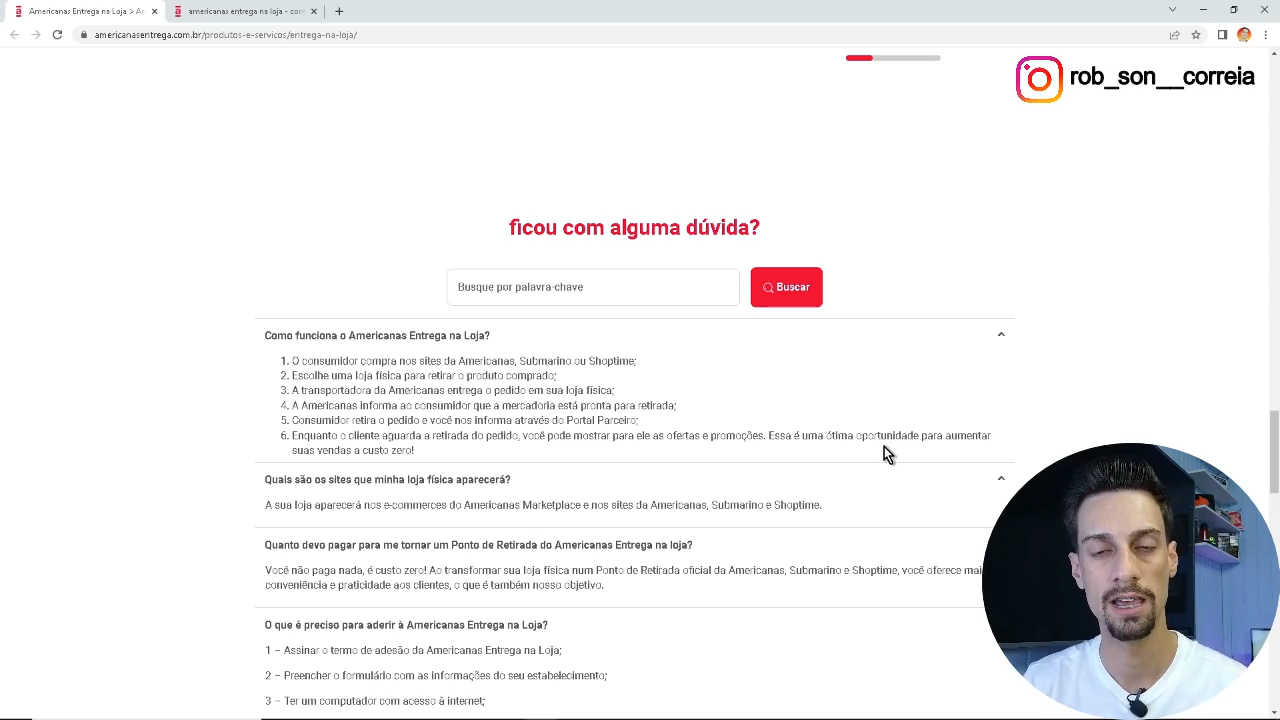 Americanas Entrega na Loja > Am
americanas entrega na loja - con
americanasentrega.com.br/produtos-e-servicos/entrega-na-loja/
rob_son__correia
ficou com alguma dúvida?
Busque por palavra-chave
Buscar
Como funciona o Americanas Entrega na Loja?
1. O consumidor compra nos sites da Americanas, Submarino ou Shoptime;
2. Escolhe uma loja física para retirar o produto comprado;
3. A transportadora da Americanas entrega o pedido em sua loja física;
4. A Americanas informa ao consumidor que a mercadoria está pronta para retirada;
5. Consumidor retira o pedido e você nos informa através do Portal Parceiro;
6. Enquanto o cliente aguarda a retirada do pedido, você pode mostrar para ele as ofertas e promoções. Essa é uma ótima oportunidade para aumentar
suas vendas a custo zero!
Quais são os sites que minha loja física aparecerá?
A sua loja aparecerá nos e-commerces do Americanas Marketplace e nos sites da Americanas, Submarino e Shoptime.
Quanto devo pagar para me tornar um Ponto de Retirada do Americanas Entrega na loja?
Você não paga nada, é custo zero! Ao transformar sua loja física num Ponto de Retirada oficial da Americanas, Submarino e Shoptime, você oferece mai
conveniência e praticidade aos clientes, o que é também nosso objetivo.
O que é preciso para aderir à Americanas Entrega na Loja?
1 – Assinar o termo de adesão da Americanas Entrega na Loja;
2 – Preencher o formulário com as informações do seu estabelecimento;
3 – Ter um computador com acesso à internet;